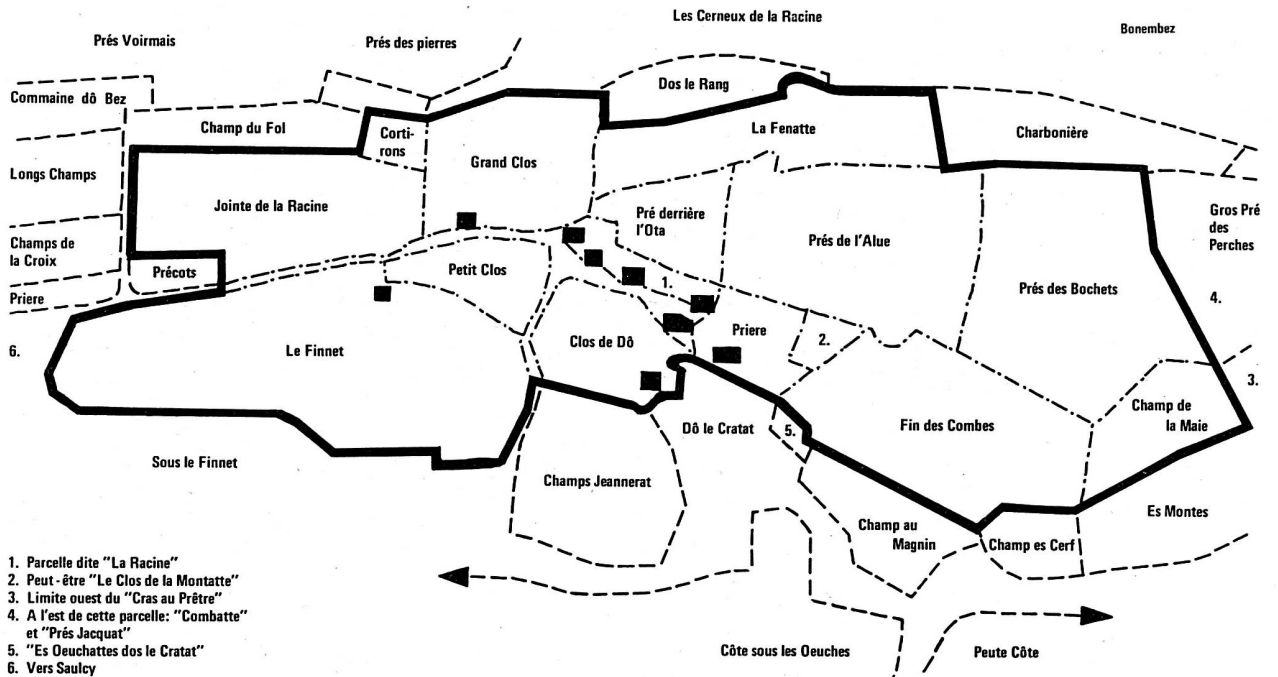 Les Cerneux de la Racine
Bonembez
Prés Voirmais
Prés des pierres
Dos le Rang
Commaine dô Bez
Champ du Fol
Corti-
rons
La Fenatte
Charbonière
Grand Clos
Longs Champs
Jointe de la Racine
Pré derrière
l'Ota
Prés de l'Alue
Gros Pré
des
Perches
Champs de
la Croix
Précots
Petit Clos
1.
Prés des Bochets
4.
Priere
Priere
2.
6.
Le Finnet
Clos de Dô
3.
Champ de
la Maie
Dô le Cratat
5.
Fin des Combes
Sous le Finnet
Champs Jeannerat
Es Montes
Champ au
Magnin
Champ es Cerf
1. Parcelle dite "La Racine"
2. Peut-être "Le Clos de la Montatte"
3. Limite ouest du "Cras au Prêtre"
4. A l'est de cette parcelle: "Combatte"
et "Prés Jacquat"
5. "Es Oeuchattes dos le Cratat"
6. Vers Saulcy
Côte sous les Oeuches
Peute Côte